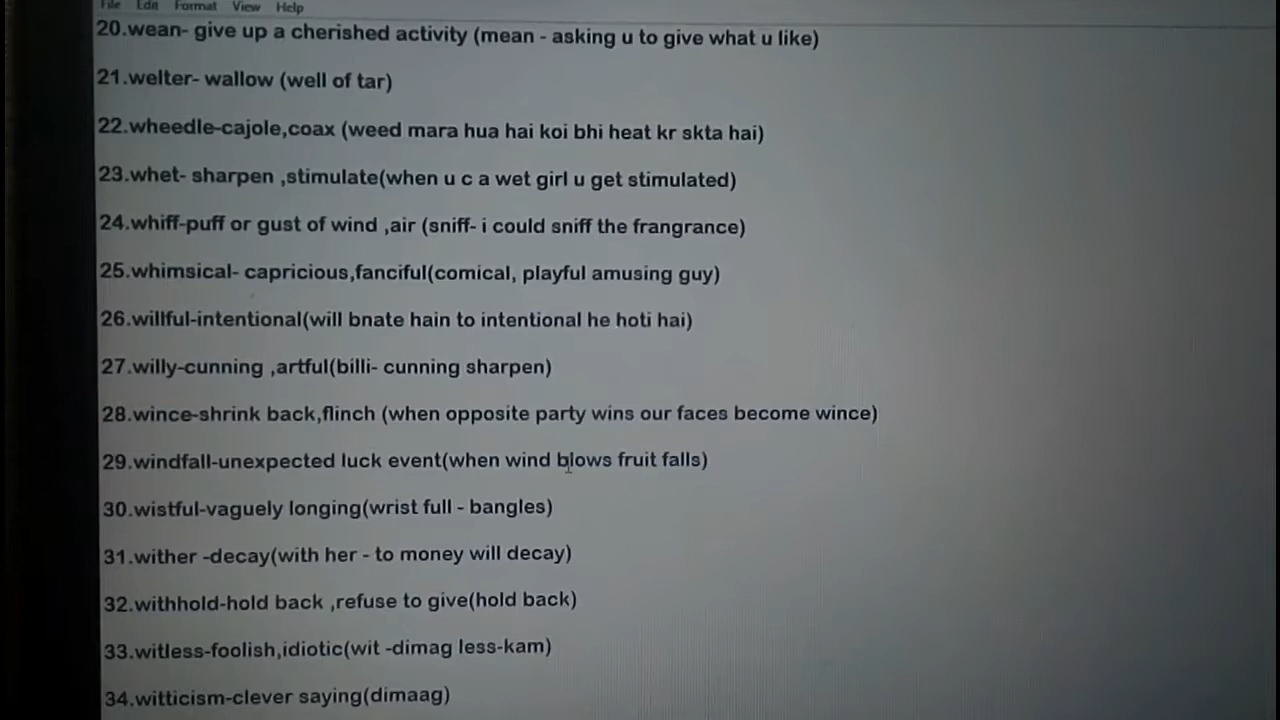 File Edit Format View Help
20.wean- give up a cherished activity (mean - asking u to give what u like)
21.welter- wallow (well of tar)
22.wheedle-cajole,coax (weed mara hua hai koi bhi heat kr skta hai)
23.whet- sharpen ,stimulate(when u c a wet girl u get stimulated)
24.whiff-puff or gust of wind ,air (sniff- i could sniff the frangrance)
25.whimsical- capricious,fanciful(comical, playful amusing guy)
26.willful-intentional(will bnate hain to intentional he hoti hai)
27.willy-cunning ,artful(billi- cunning sharpen)
28.wince-shrink back,flinch (when opposite party wins our faces become wince)
29.windfall-unexpected luck event(when wind blows fruit falls)
30.wistful-vaguely longing(wrist full - bangles)
31.wither -decay(with her - to money will decay)
32.withhold-hold back ,refuse to give(hold back)
33.witless-foolish,idiotic(wit -dimag less-kam)
34.witticism-clever saying(dimaag)